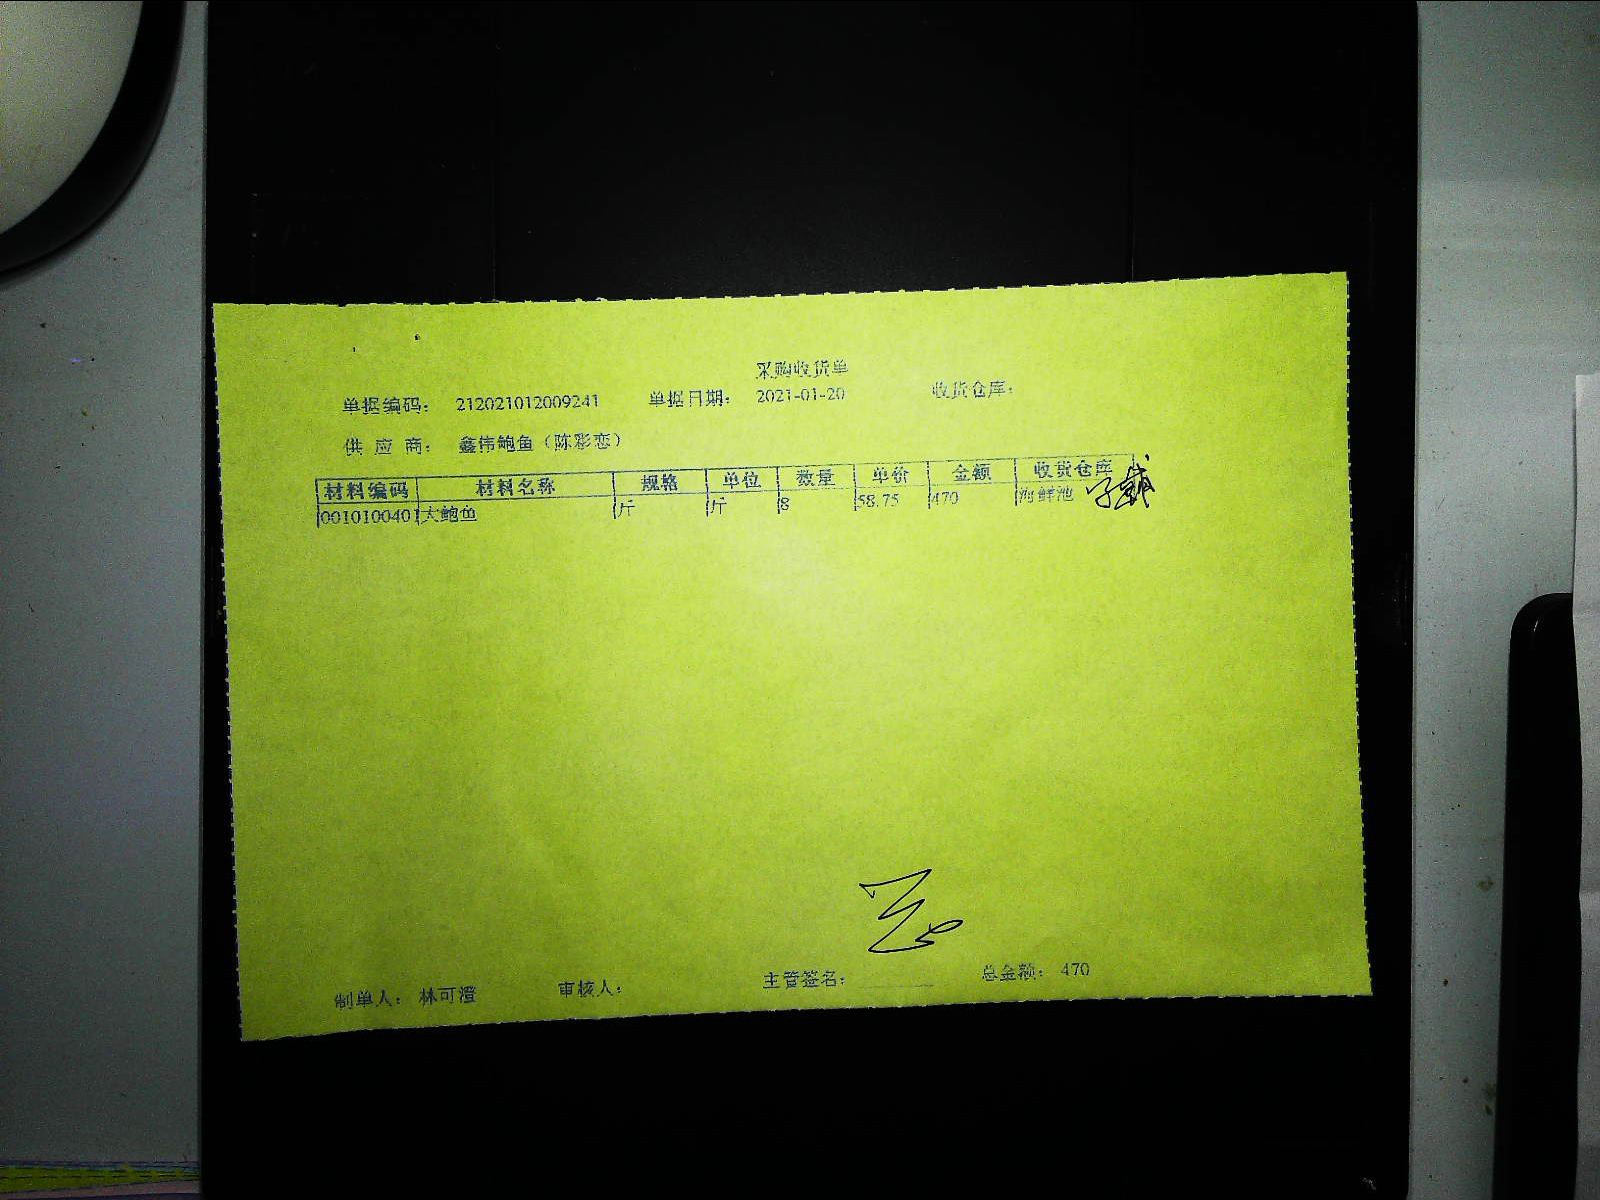 采购收货单
单据编码： 212021012009241 单据日期： 2021-01-20 收货仓库：
供 应 商： 鑫伟鲍鱼（陈彩恋）
材料编码 材料名称 规格 单位 数量 单价 金额 收货仓库
0010100401 大鲍鱼 斤 斤 8 58.75 470 海鲜池
制单人： 林可澄 审核人： 主管签名： 总金额： 470